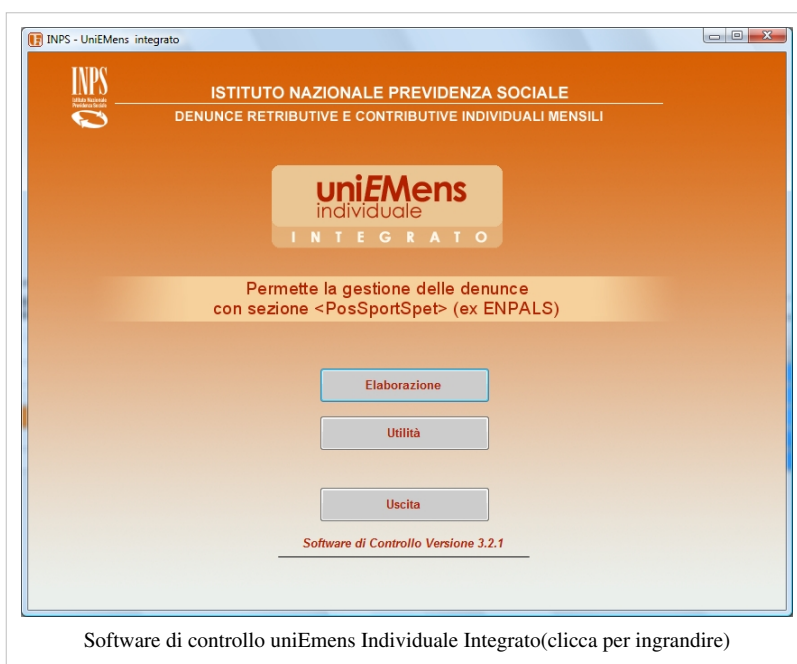 INPS - UniEMens integrato
INPS
Istituto Nazionale
Previdenza Sociale
ISTITUTO NAZIONALE PREVIDENZA SOCIALE
DENUNCE RETRIBUTIVE E CONTRIBUTIVE INDIVIDUALI MENSILI
uniEMens
individuale
INTEGRATO
Permette la gestione delle denunce
con sezione <PosSportSpet> (ex ENPALS)
Elaborazione
Utilità
Uscita
Software di Controllo Versione 3.2.1
Software di controllo uniEmens Individuale Integrato(clicca per ingrandire)